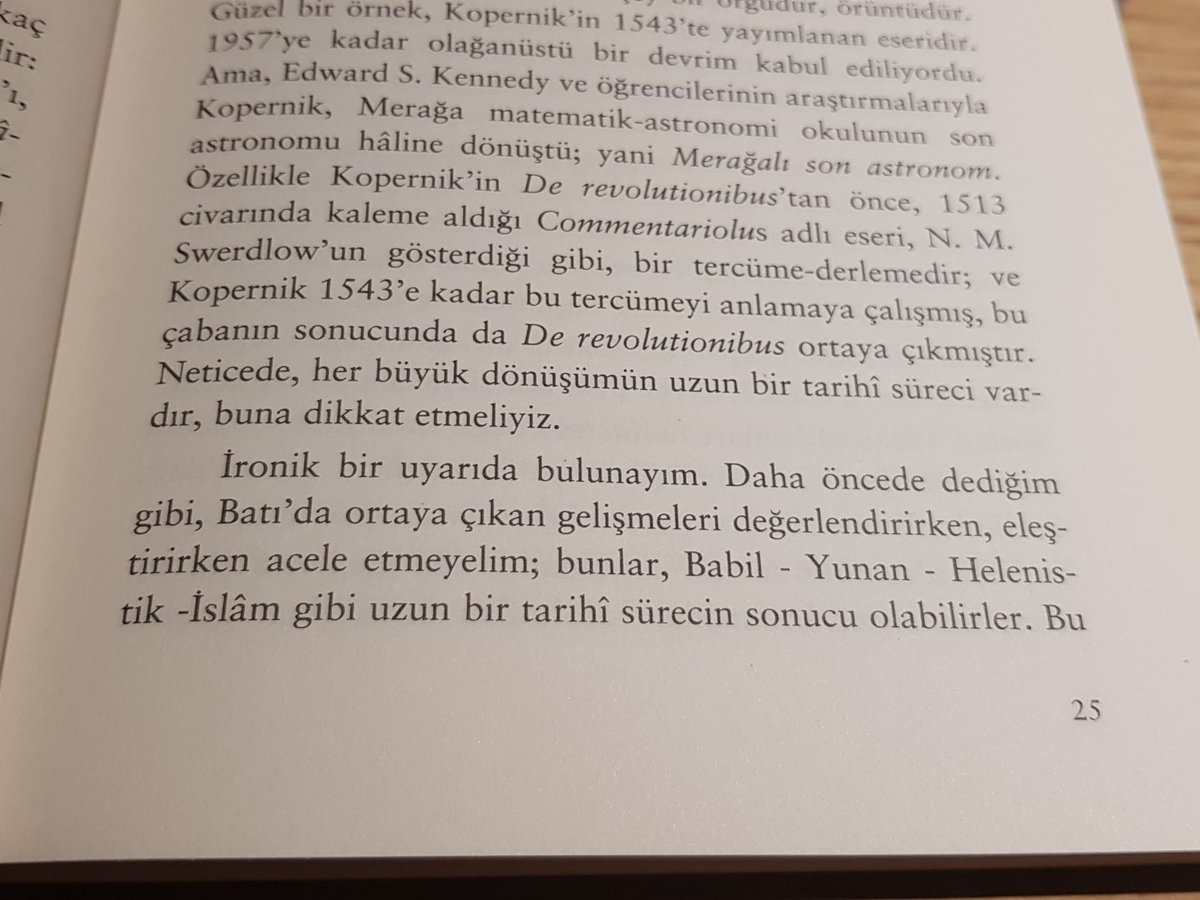 kaç
lir:
’ı,
î-
-
örgüdür, örüntüdür.
Güzel bir örnek, Kopernik’in 1543’te yayımlanan eseridir.
1957’ye kadar olağanüstü bir devrim kabul ediliyordu.
Ama, Edward S. Kennedy ve öğrencilerinin araştırmalarıyla
Kopernik, Merağa matematik-astronomi okulunun son
astronomu hâline dönüştü; yani Merağalı son astronom.
Özellikle Kopernik’in De revolutionibus’tan önce, 1513
civarında kaleme aldığı Commentariolus adlı eseri, N. M.
Swerdlow’un gösterdiği gibi, bir tercüme-derlemedir; ve
Kopernik 1543’e kadar bu tercümeyi anlamaya çalışmış, bu
çabanın sonucunda da De revolutionibus ortaya çıkmıştır.
Neticede, her büyük dönüşümün uzun bir tarihî süreci var-
dır, buna dikkat etmeliyiz.
İronik bir uyarıda bulunayım. Daha öncede dediğim
gibi, Batı’da ortaya çıkan gelişmeleri değerlendirirken, eleş-
tirirken acele etmeyelim; bunlar, Babil - Yunan - Helenis-
tik -İslâm gibi uzun bir tarihî sürecin sonucu olabilirler. Bu
25